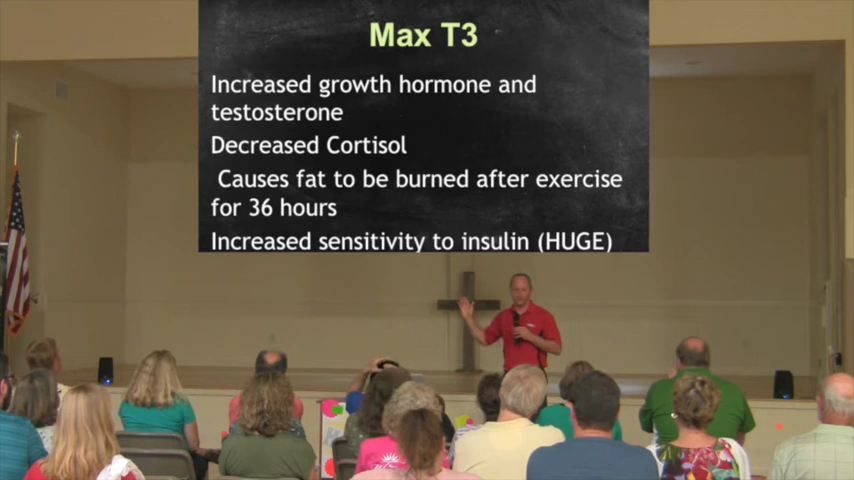 Max T3
Increased growth hormone and
testosterone
Decreased Cortisol
Causes fat to be burned after exercise
for 36 hours
Increased sensitivity to insulin (HUGE)